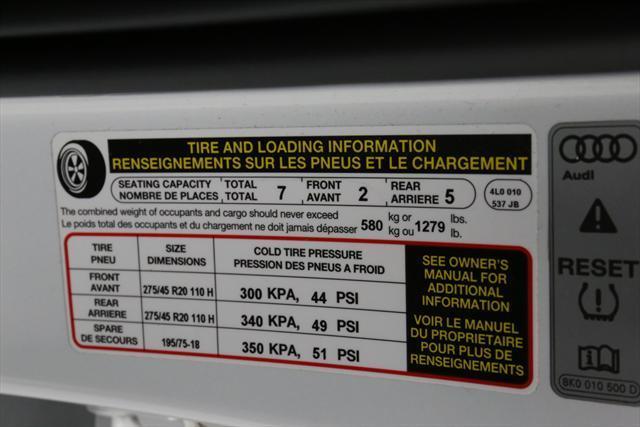 TIRE AND LOADING INFORMATION
RENSEIGNEMENTS SUR LES PNEUS ET LE CHARGEMENT
SEATING CAPACITY TOTAL 7 FRONT 2 REAR 5
NOMBRE DE PLACES TOTAL AVANT ARRIERE
4L0 010
537 JB
The combined weight of occupants and cargo should never exceed 580 kg or 1279 lbs.
Le poids total des occupants et du chargement ne doit jamais dépasser kg ou lb.
TIRE SIZE COLD TIRE PRESSURE
PNEU DIMENSIONS PRESSION DES PNEUS A FROID
FRONT
AVANT 275/45 R20 110 H 300 KPA, 44 PSI
REAR
ARRIERE 275/45 R20 110 H 340 KPA, 49 PSI
SPARE
DE SECOURS 195/75-18 350 KPA, 51 PSI
SEE OWNER'S
MANUAL FOR
ADDITIONAL
INFORMATION
VOIR LE MANUEL
DU PROPRIETAIRE
POUR PLUS DE
RENSEIGNEMENTS
Audi
RESET
8K0 010 500 D